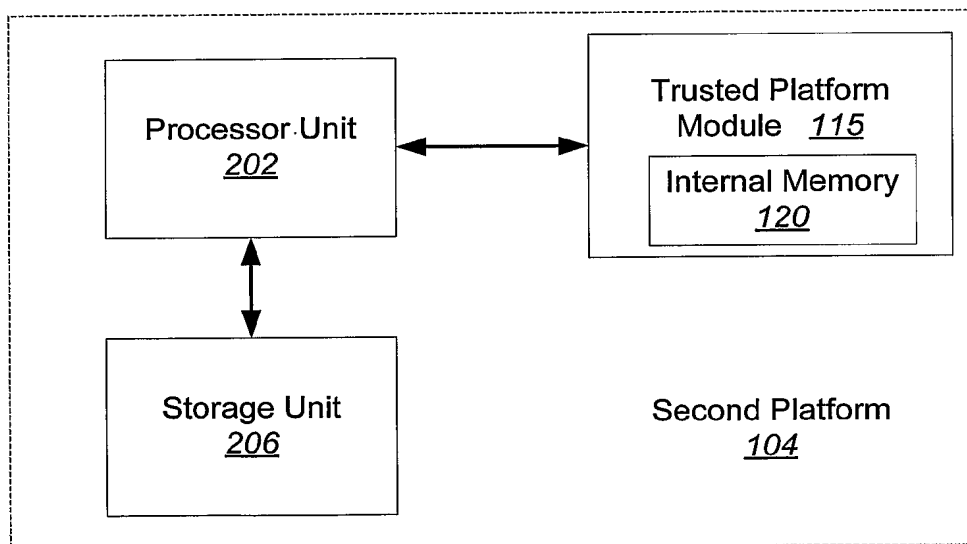 Processor Unit
202
Trusted Platform
Module 115
Internal Memory
120
Storage Unit
206
Second Platform
104